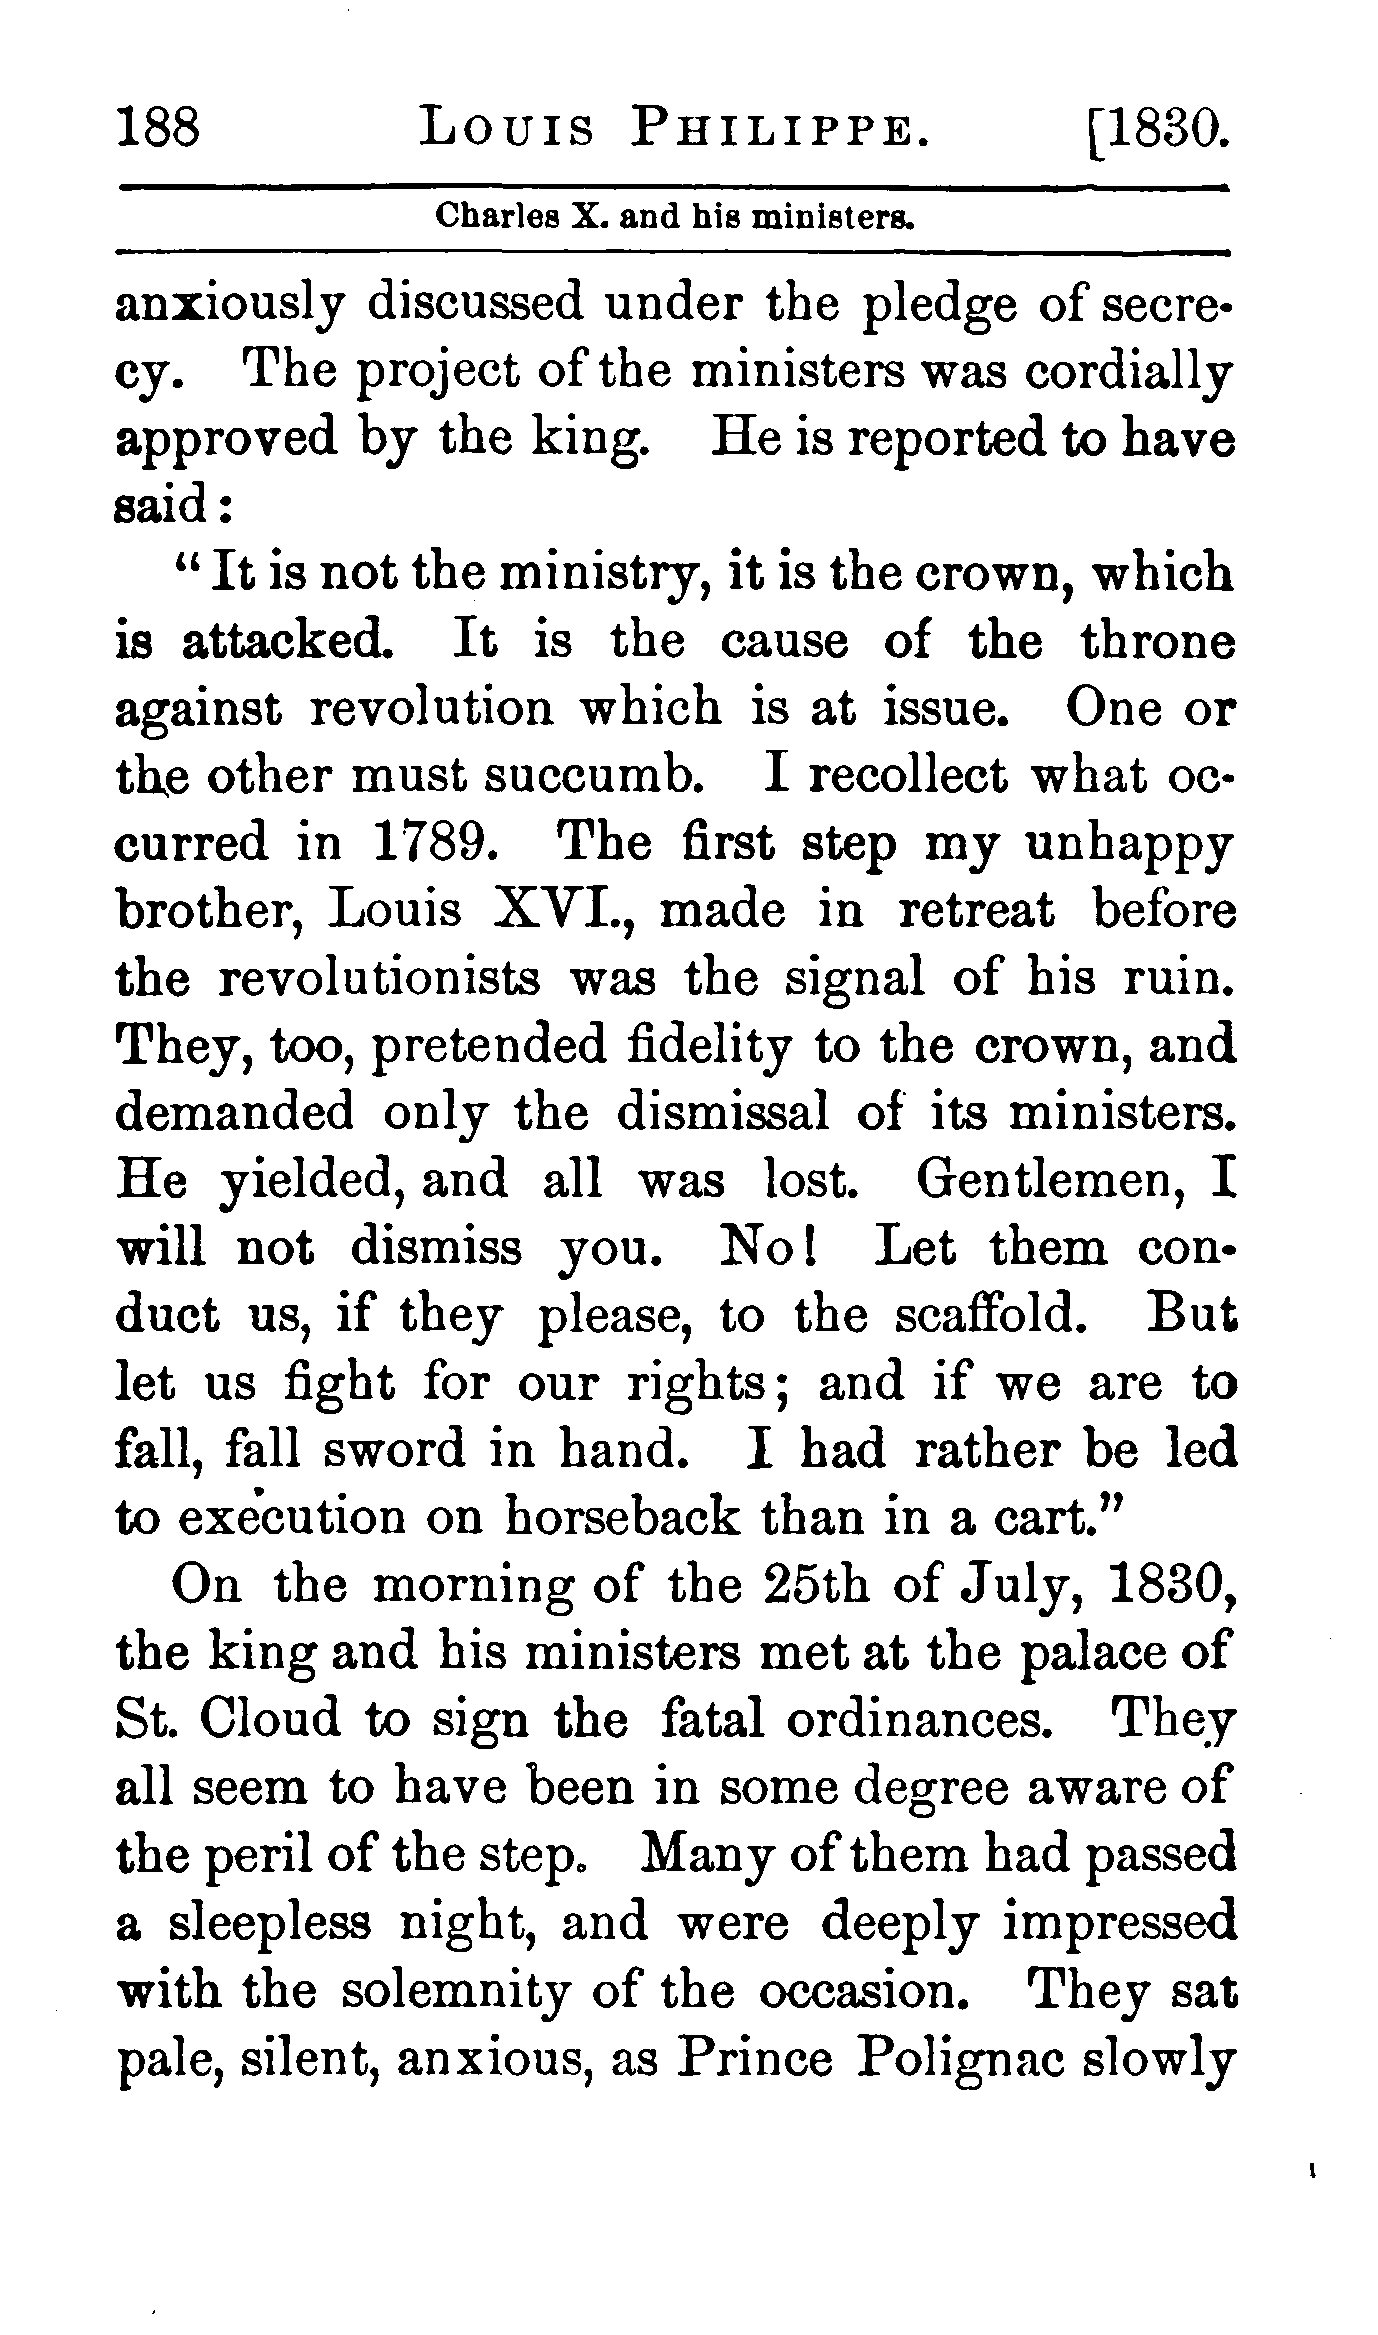 188 LOUIS PHILIPPE. [1830.
Charles X. and his ministers.
anxiously discussed under the pledge of secre-
cy. The project of the ministers was cordially
approved by the king. He is reported to have
said:
"It is not the ministry, it is the crown, which
is attacked. It is the cause of the throne
against revolution which is at issue. One or
the other must succumb. I recollect what oc-
curred in 1789. The first step my unhappy
brother, Louis XVI., made in retreat before
the revolutionists was the signal of his ruin.
They, too, pretended fidelity to the crown, and
demanded only the dismissal of its ministers.
He yielded, and all was lost. Gentlemen, I
will not dismiss you. No! Let them con-
duct us, if they please, to the scaffold. But
let us fight for our rights; and if we are to
fall, fall sword in hand. I had rather be led
to execution on horseback than in a cart."
On the morning of the 25th of July, 1830,
the king and his ministers met at the palace of
St. Cloud to sign the fatal ordinances. They
all seem to have been in some degree aware of
the peril of the step. Many of them had passed
a sleepless night, and were deeply impressed
with the solemnity of the occasion. They sat
pale, silent, anxious, as Prince Polignac slowly